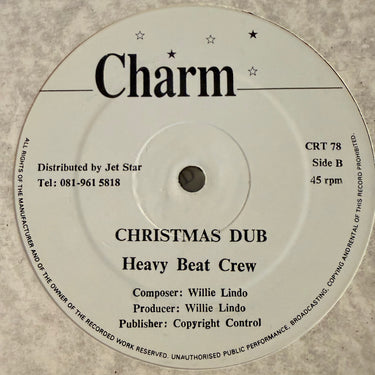 Charm
Distributed by Jet Star
Tel: 081-961 5818
CRT 78
Side B
45 rpm
CHRISTMAS DUB
Heavy Beat Crew
Composer: Willie Lindo
Producer: Willie Lindo
Publisher: Copyright Control
ALL RIGHTS OF THE MANUFACTURER AND OF THE OWNER OF THE RECORDED WORK RESERVED. UNAUTHORISED PUBLIC PERFORMANCE, BROADCASTING, COPYING AND RENTAL OF THIS RECORD PROHIBITED.